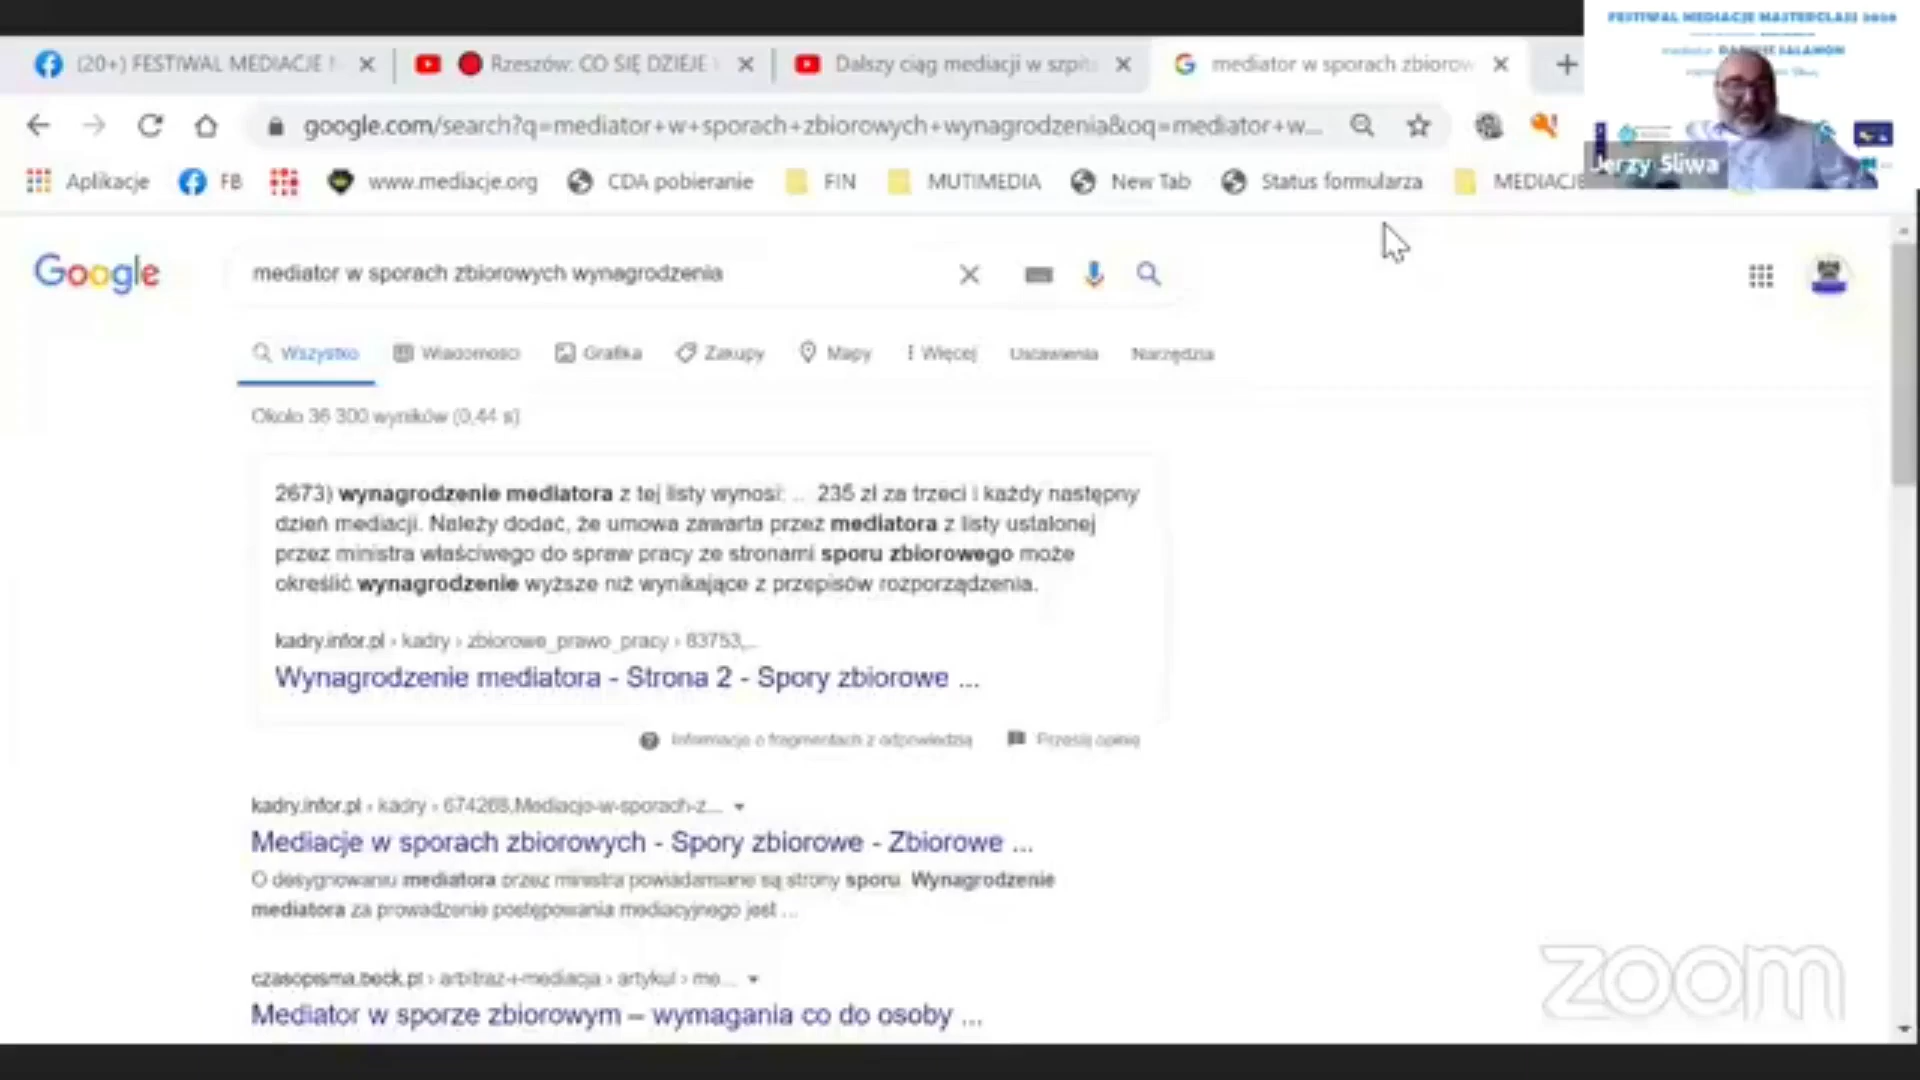 FESTIWAL MEDIACJE MASTERCLASS 2020
(20+) FESTIWAL MEDIACJE
Rzeszów: CO SIĘ DZIEJE
Dalszy ciąg mediacji w szpita
mediator w sporach zbiorow
google.com/search?q=mediator+w+sporach+zbiorowych+wynagrodzenia&oq=mediator+w...
Jerzy Sliwa
Aplikacje FB www.mediacje.org CDA pobieranie FIN MUTIMEDIA New Tab Status formularza MEDIACJE
Google
mediator w sporach zbiorowych wynagrodzenia
Wszystko Wiadomości Grafika Zakupy Mapy Więcej Ustawienia Narzędzia
Około 36 300 wyników (0,44 s)
2673) wynagrodzenie mediatora z tej listy wynosi: ... 235 zł za trzeci i każdy następny
dzień mediacji. Należy dodać, że umowa zawarta przez mediatora z listy ustalonej
przez ministra właściwego do spraw pracy ze stronami sporu zbiorowego może
określić wynagrodzenie wyższe niż wynikające z przepisów rozporządzenia.
kadry.infor.pl › kadry › zbiorowe_prawo_pracy › 83753,...
Wynagrodzenie mediatora - Strona 2 - Spory zbiorowe ...
Informacje o fragmentach z odpowiedzią Prześlij opinię
kadry.infor.pl › kadry › 674268,Mediacje-w-sporach-z...
Mediacje w sporach zbiorowych - Spory zbiorowe - Zbiorowe ...
O desygnowaniu mediatora przez ministra powiadamiane są strony sporu. Wynagrodzenie
mediatora za prowadzenie postępowania mediacyjnego jest ...
czasopisma.beck.pl › arbitraz-i-mediacja › artykul › me...
Mediator w sporze zbiorowym – wymagania co do osoby ...
zoom